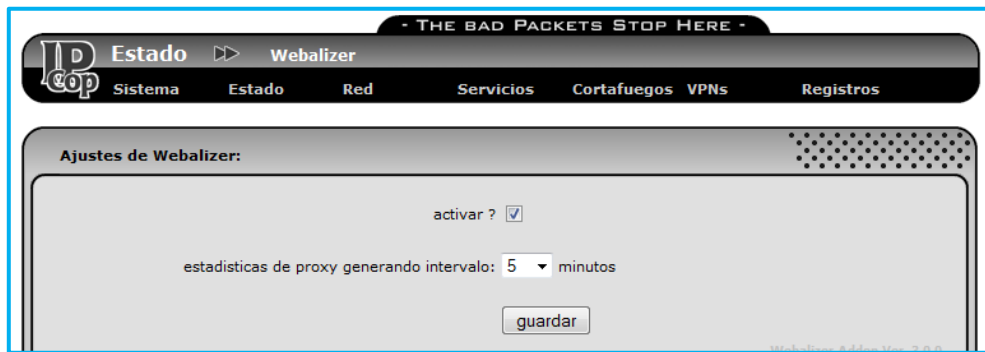 - THE BAD PACKETS STOP HERE -
IP Cop
Estado Webalizer
Sistema Estado Red Servicios Cortafuegos VPNs Registros
Ajustes de Webalizer:
activar ?
estadisticas de proxy generando intervalo: 5 minutos
guardar